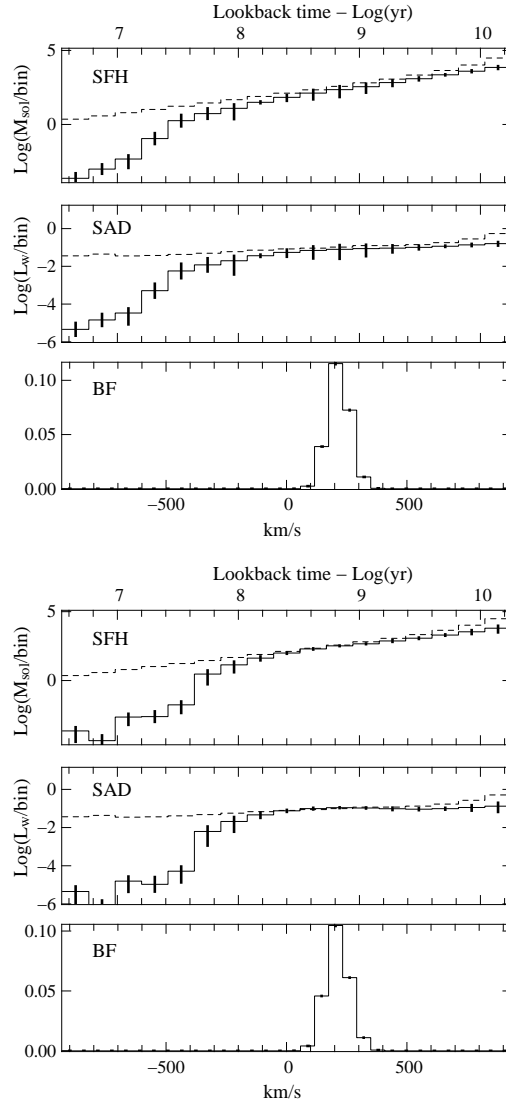 Lookback time − Log(yr)
7 8 9 10
SFH
5
0
Log(M_sol/bin)
SAD
0
−2
−4
−6
Log(L_w/bin)
BF
0.10
0.05
0.00
−500 0 500
km/s
Lookback time − Log(yr)
7 8 9 10
SFH
5
0
Log(M_sol/bin)
SAD
0
−2
−4
−6
Log(L_w/bin)
BF
0.10
0.05
0.00
−500 0 500
km/s